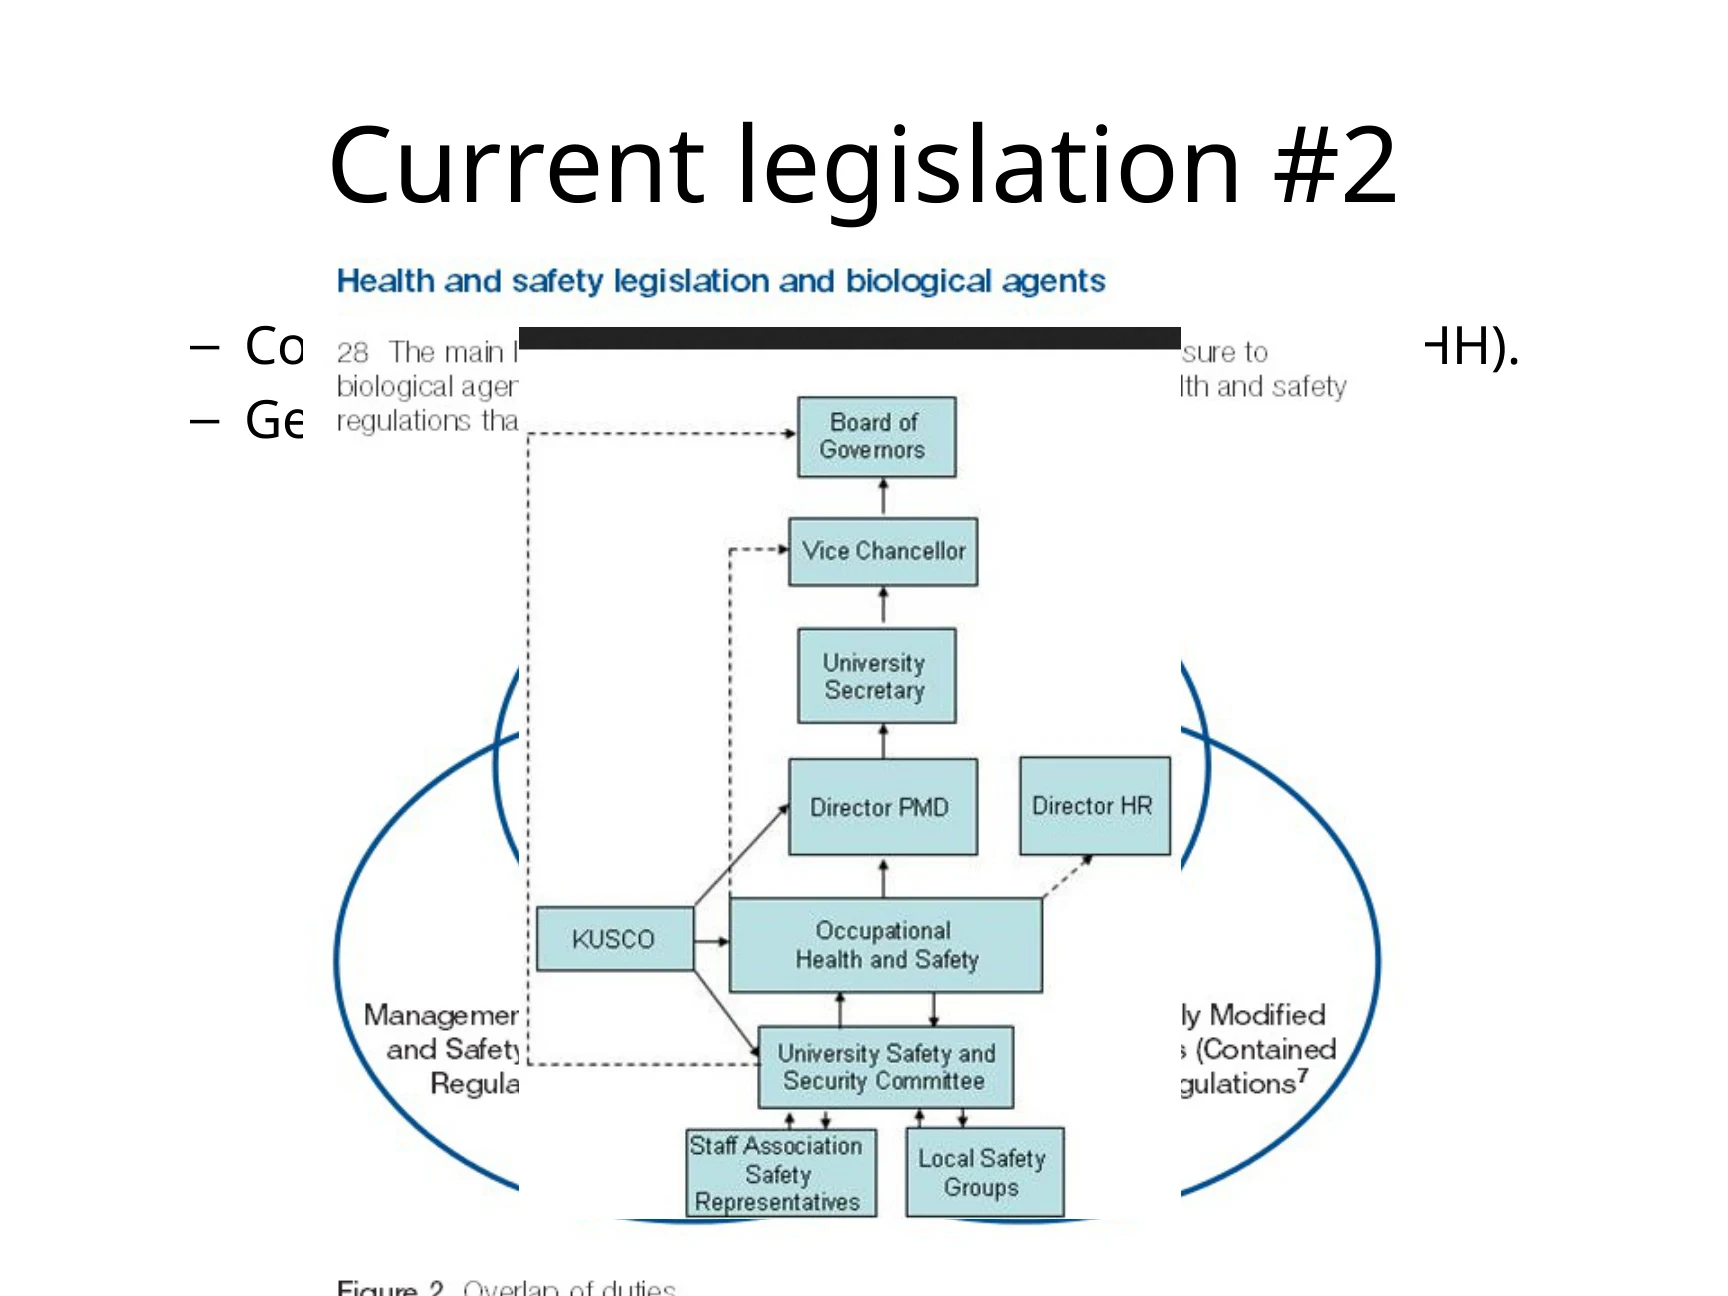 Current legislation #2
Health and safety legislation and biological agents
– Co
HH).
28 The main
sure to
biological agen
lth and safety
– Ge
regulations tha
Board of
Governors
Vice Chancellor
University
Secretary
Director PMD
Director HR
KUSCO
Occupational
Health and Safety
Managemen
and Safety
Regula
ly Modified
s (Contained
gulations7
University Safety and
Security Committee
Staff Association
Safety
Representatives
Local Safety
Groups
Figure 2 Overlap of duties